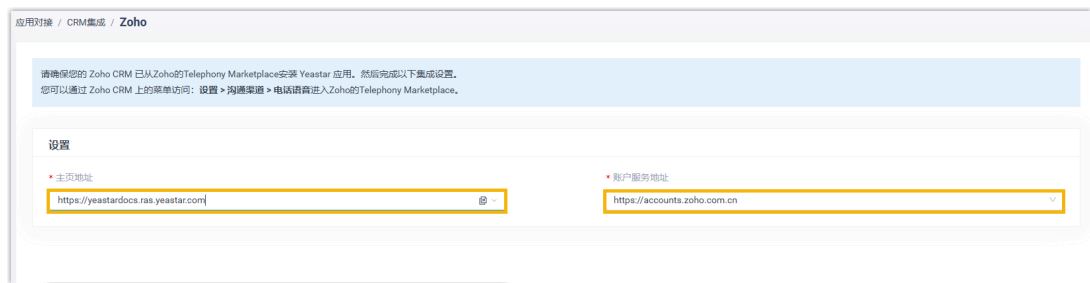 应用对接 / CRM集成 / Zoho
请确保您的 Zoho CRM 已从Zoho的Telephony Marketplace安装 Yeastar 应用。然后完成以下集成设置。
您可以通过 Zoho CRM 上的菜单访问：设置 > 沟通渠道 > 电话语音进入Zoho的Telephony Marketplace。
设置
* 主页地址
* 账户服务地址
https://yeastardocs.ras.yeastar.com
https://accounts.zoho.com.cn